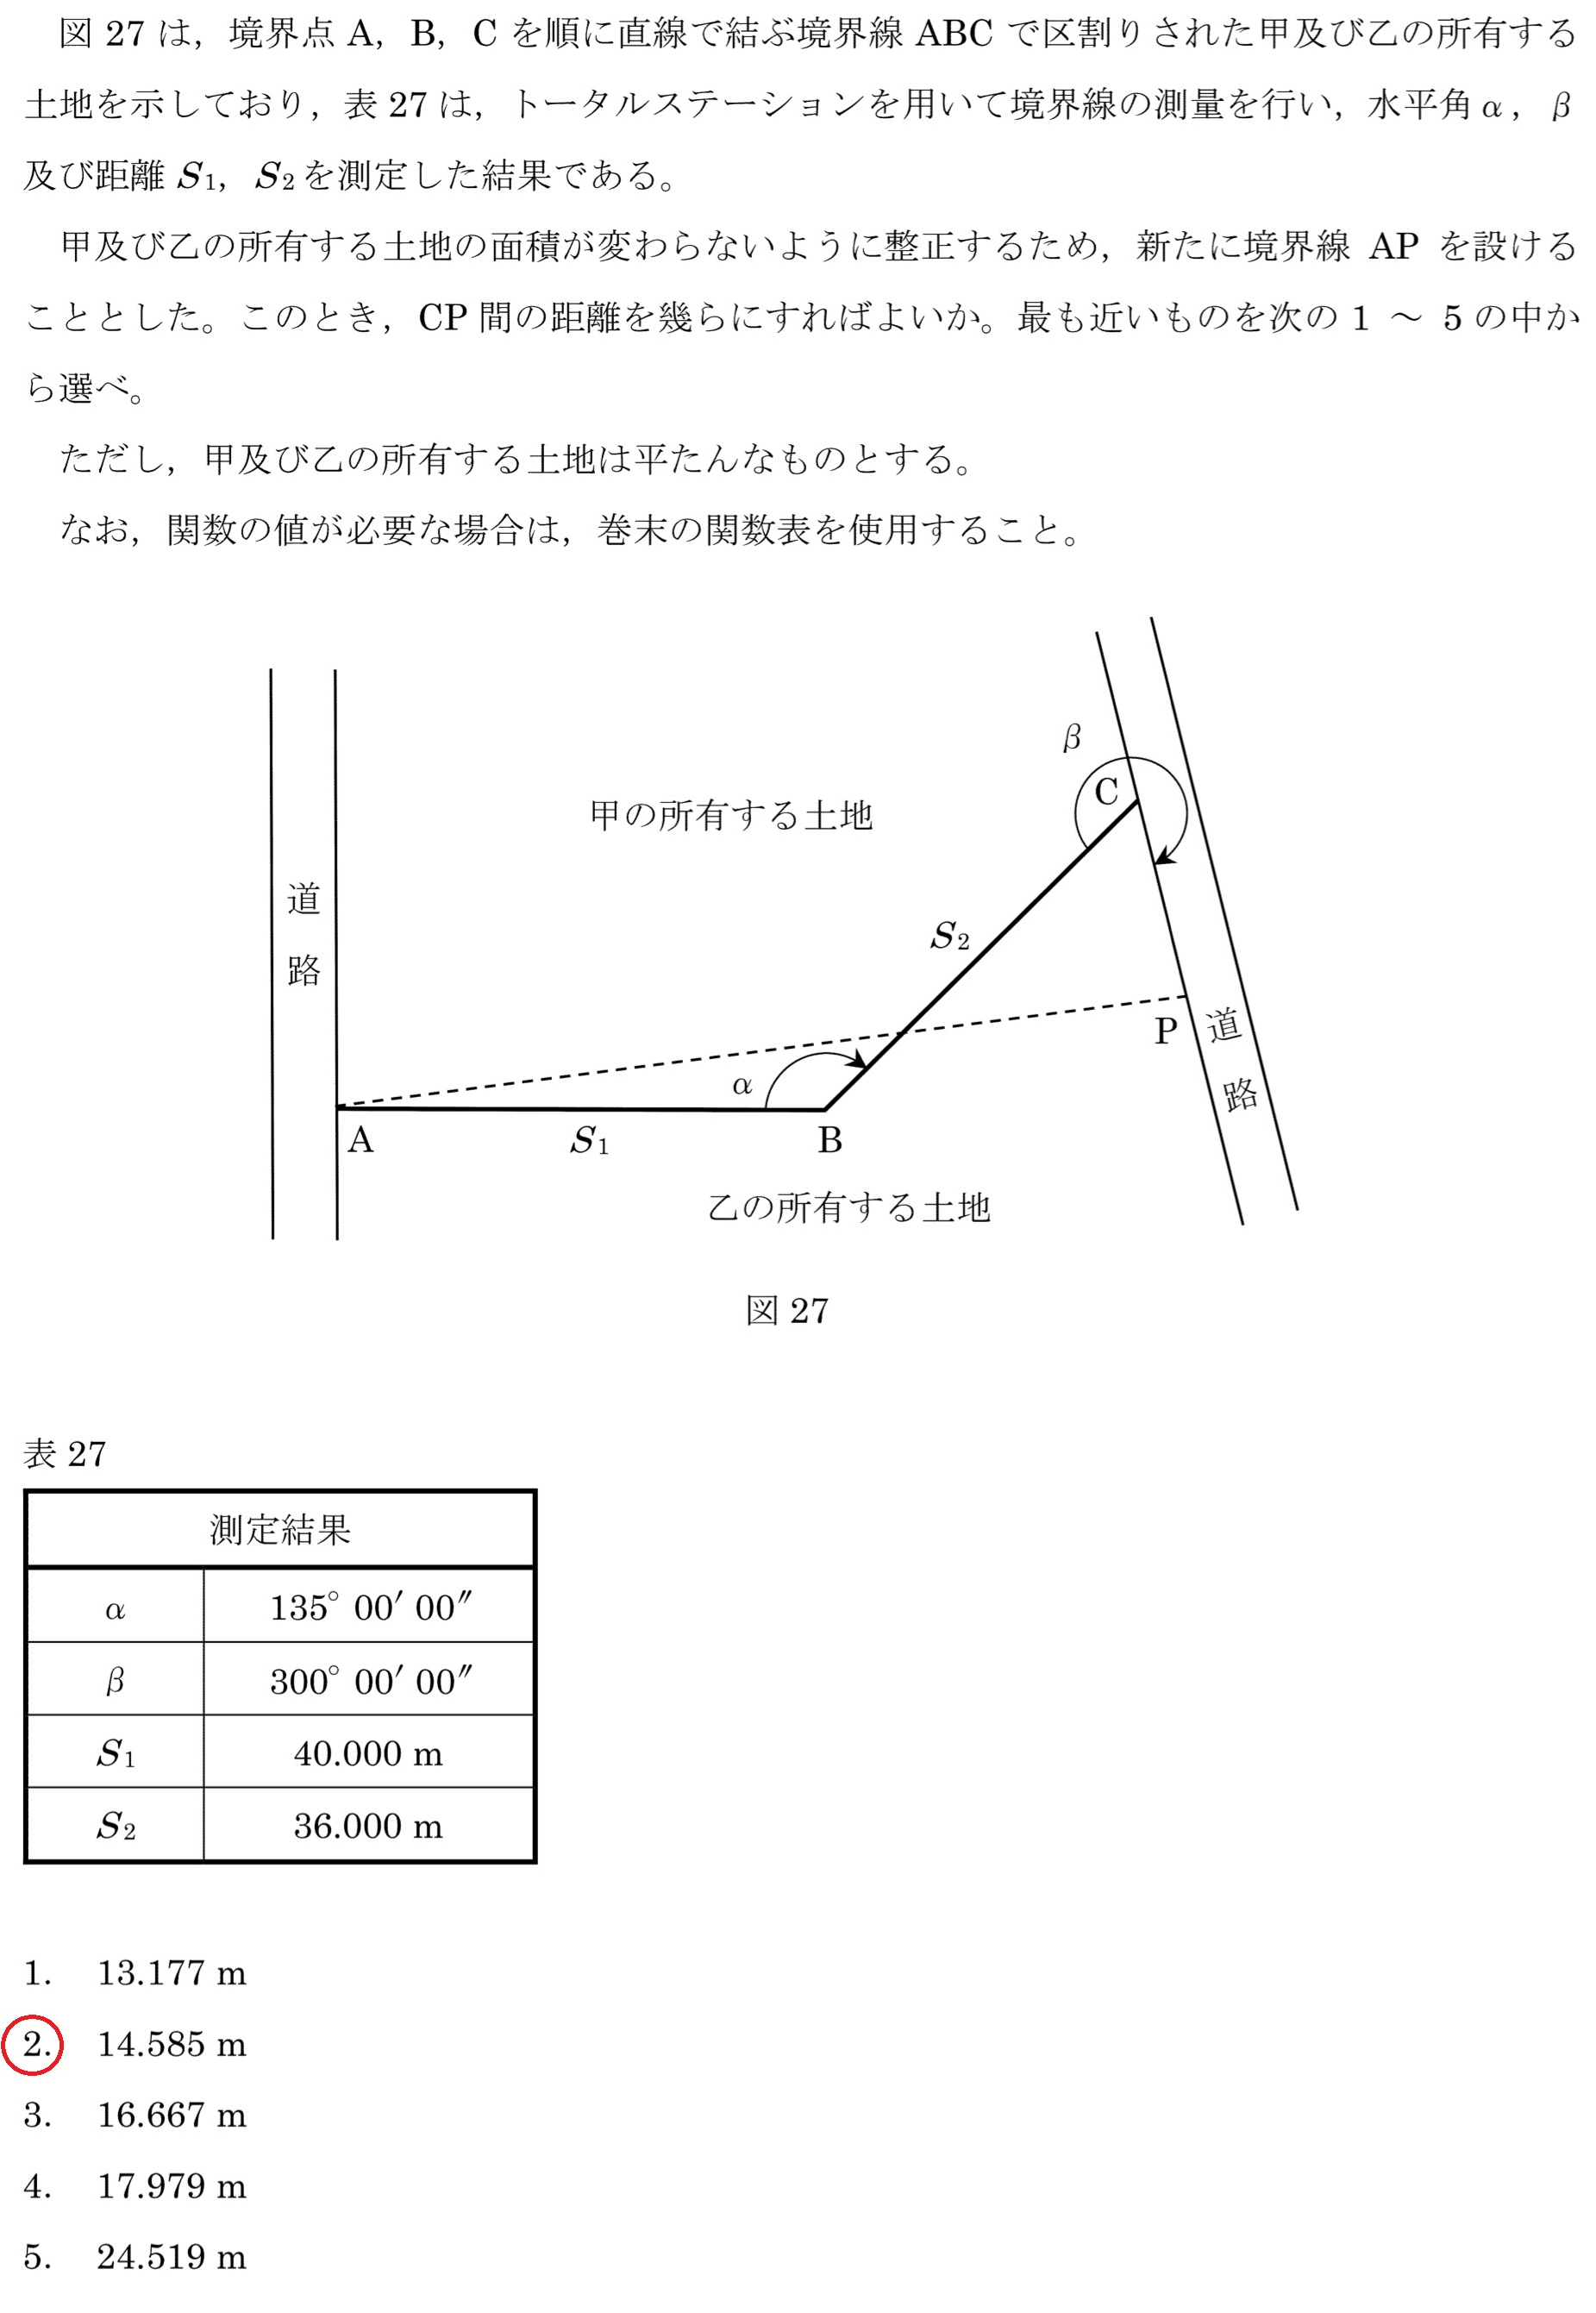 図 27 は，境界点 A，B，C を順に直線で結ぶ境界線 ABC で区割りされた甲及び乙の所有する
土地を示しており，表 27 は，トータルステーションを用いて境界線の測量を行い，水平角 α，β
及び距離 S1，S2 を測定した結果である。
甲及び乙の所有する土地の面積が変わらないように整正するため，新たに境界線 AP を設ける
こととした。このとき，CP 間の距離を幾らにすればよいか。最も近いものを次の 1 ～ 5 の中か
ら選べ。
ただし，甲及び乙の所有する土地は平たんなものとする。
なお，関数の値が必要な場合は，巻末の関数表を使用すること。
β
C
甲の所有する土地
道路
S2
P
道路
α
A
S1
B
乙の所有する土地
図 27
表 27
測定結果
α 135° 00′ 00″
β 300° 00′ 00″
S1 40.000 m
S2 36.000 m
1. 13.177 m
2. 14.585 m
3. 16.667 m
4. 17.979 m
5. 24.519 m